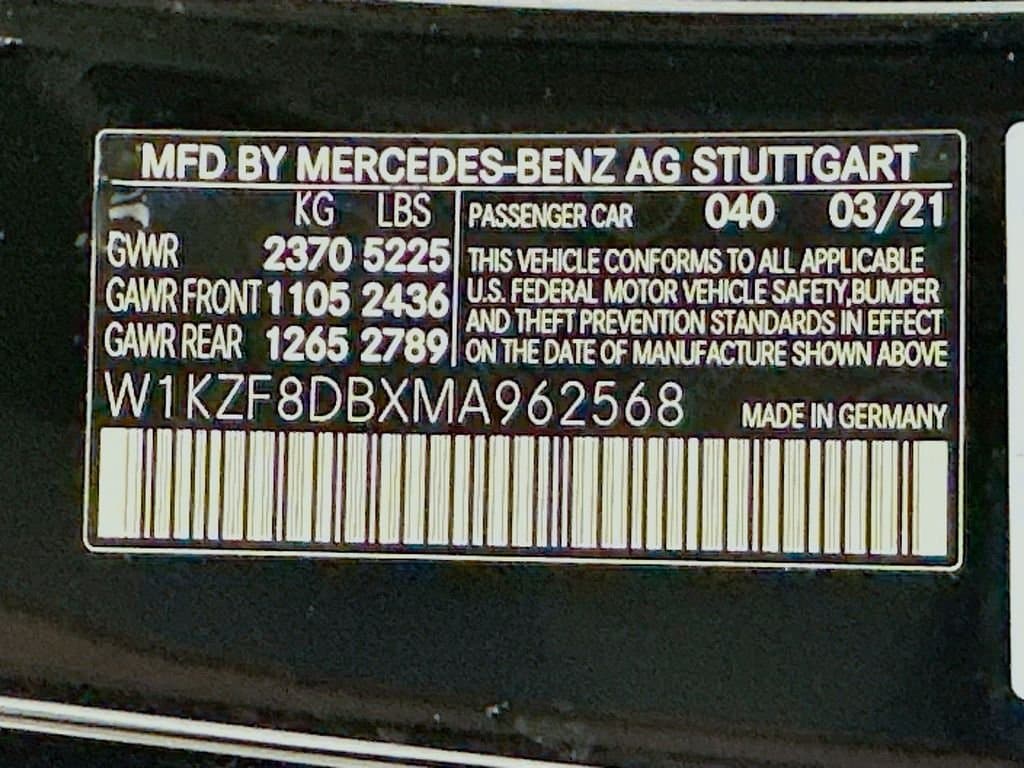 MFD BY MERCEDES-BENZ AG STUTTGART
KG LBS
GVWR 2370 5225
GAWR FRONT 1105 2436
GAWR REAR 1265 2789
PASSENGER CAR 040 03/21
THIS VEHICLE CONFORMS TO ALL APPLICABLE
U.S. FEDERAL MOTOR VEHICLE SAFETY,BUMPER
AND THEFT PREVENTION STANDARDS IN EFFECT
ON THE DATE OF MANUFACTURE SHOWN ABOVE
W1KZF8DBXMA962568
MADE IN GERMANY